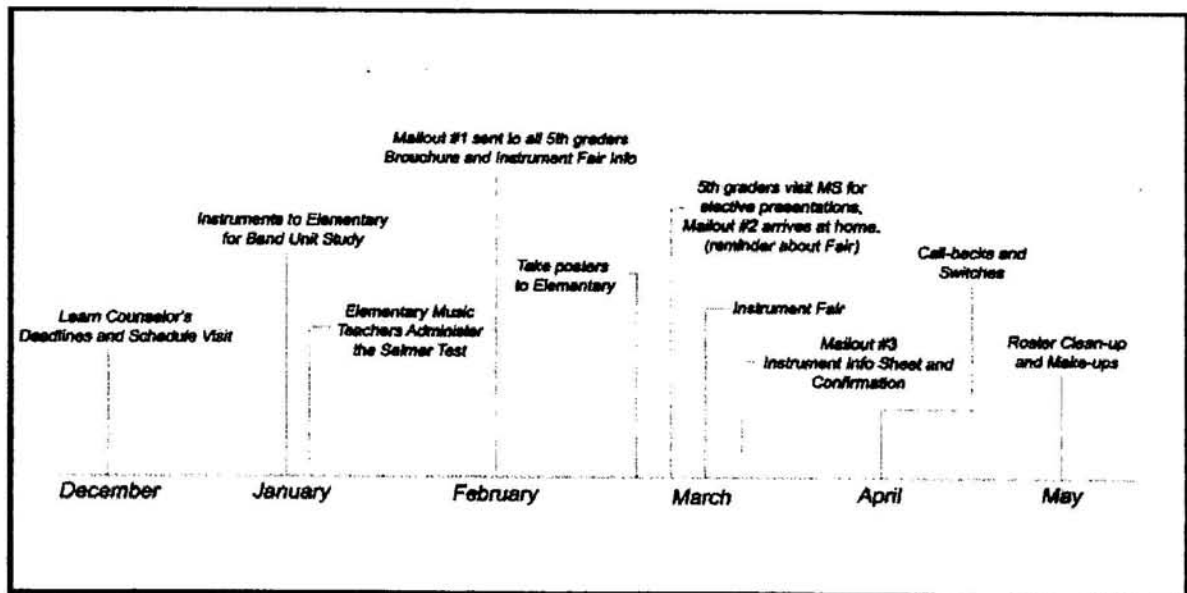 Mailout #1 sent to all 5th graders
Brouchure and Instrument Fair Info
5th graders visit MS for
elective presentations,
Mailout #2 arrives at home.
(reminder about Fair)
Instruments to Elementary
for Band Unit Study
Call-backs and
Switches
Take posters
to Elementary
Learn Counselor's
Deadlines and Schedule Visit
Elementary Music
Teachers Administer
the Selmer Test
Instrument Fair
Mailout #3
Instrument Info Sheet and
Confirmation
Roster Clean-up
and Make-ups
December
January
February
March
April
May